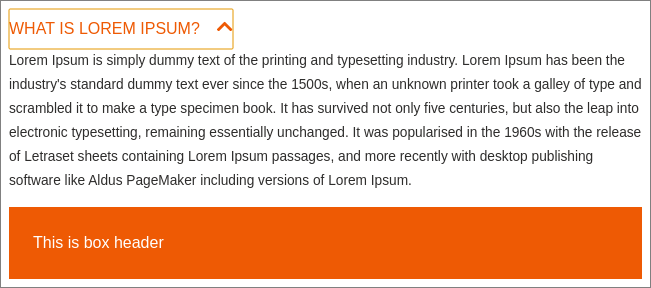 WHAT IS LOREM IPSUM?
Lorem Ipsum is simply dummy text of the printing and typesetting industry. Lorem Ipsum has been the
industry's standard dummy text ever since the 1500s, when an unknown printer took a galley of type and
scrambled it to make a type specimen book. It has survived not only five centuries, but also the leap into
electronic typesetting, remaining essentially unchanged. It was popularised in the 1960s with the release
of Letraset sheets containing Lorem Ipsum passages, and more recently with desktop publishing
software like Aldus PageMaker including versions of Lorem Ipsum.
This is box header